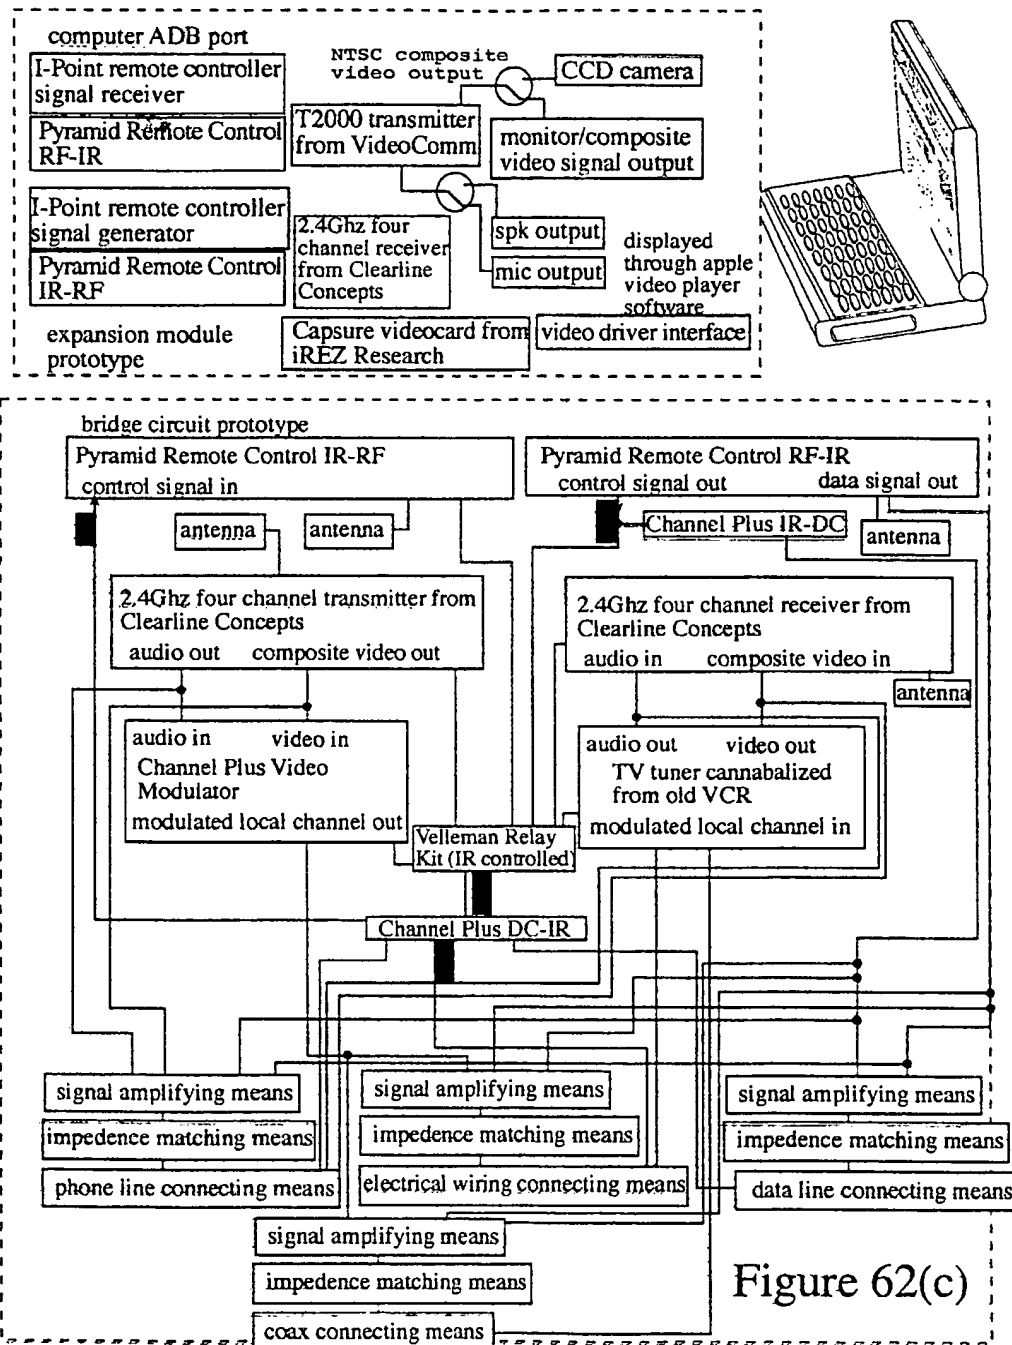 computer ADB port
I-Point remote controller
signal receiver
Pyramid Remote Control
RF-IR
I-Point remote controller
signal generator
Pyramid Remote Control
IR-RF
expansion module
prototype
NTSC composite
video output
CCD camera
T2000 transmitter
from VideoComm
monitor/composite
video signal output
2.4Ghz four
channel receiver
from Clearline
Concepts
spk output
mic output
displayed
through apple
video player
software
Capsure videocard from
iREZ Research
video driver interface
bridge circuit prototype
Pyramid Remote Control IR-RF
control signal in
Pyramid Remote Control RF-IR
control signal out
data signal out
antenna
antenna
Channel Plus IR-DC
antenna
2.4Ghz four channel transmitter from
Clearline Concepts
audio out
composite video out
2.4Ghz four channel receiver from
Clearline Concepts
audio in
composite video in
antenna
audio in
video in
Channel Plus Video
Modulator
modulated local channel out
audio out
video out
TV tuner cannabalized
from old VCR
modulated local channel in
Velleman Relay
Kit (IR controlled)
Channel Plus DC-IR
signal amplifying means
impedence matching means
phone line connecting means
signal amplifying means
impedence matching means
electrical wiring connecting means
signal amplifying means
impedence matching means
data line connecting means
signal amplifying means
impedence matching means
coax connecting means
Figure 62(c)